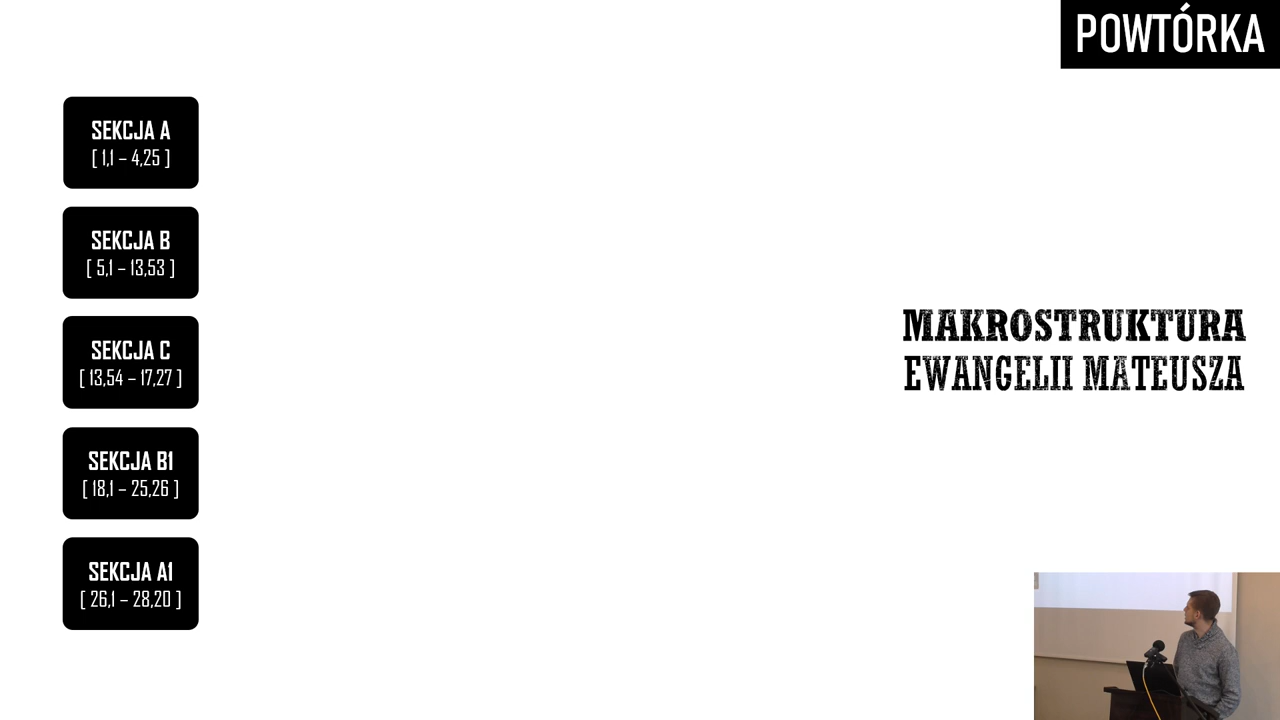 POWTÓRKA
SEKCJA A
[ 1,1 – 4,25 ]
SEKCJA B
[ 5,1 – 13,53 ]
SEKCJA C
[ 13,54 – 17,27 ]
SEKCJA B1
[ 18,1 – 25,26 ]
SEKCJA A1
[ 26,1 – 28,20 ]
MAKROSTRUKTURA
EWANGELII MATEUSZA